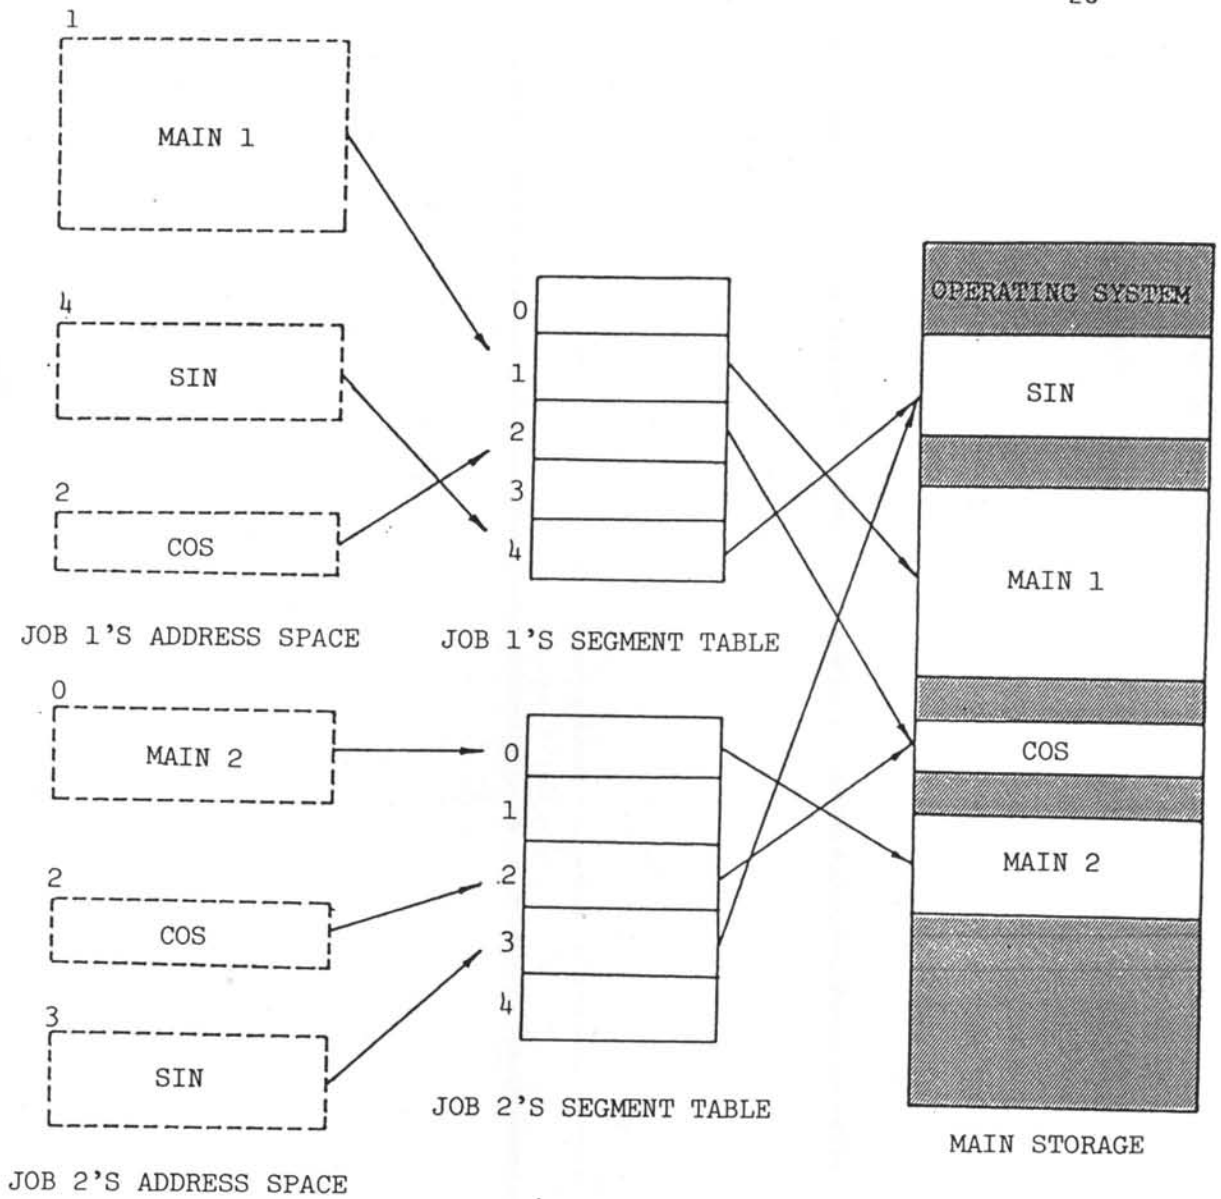 1
MAIN 1
4
SIN
2
COS
JOB 1'S ADDRESS SPACE
0
1
2
3
4
JOB 1'S SEGMENT TABLE
0
MAIN 2
2
COS
3
SIN
JOB 2'S ADDRESS SPACE
0
1
2
3
4
JOB 2'S SEGMENT TABLE
OPERATING SYSTEM
SIN
MAIN 1
COS
MAIN 2
MAIN STORAGE